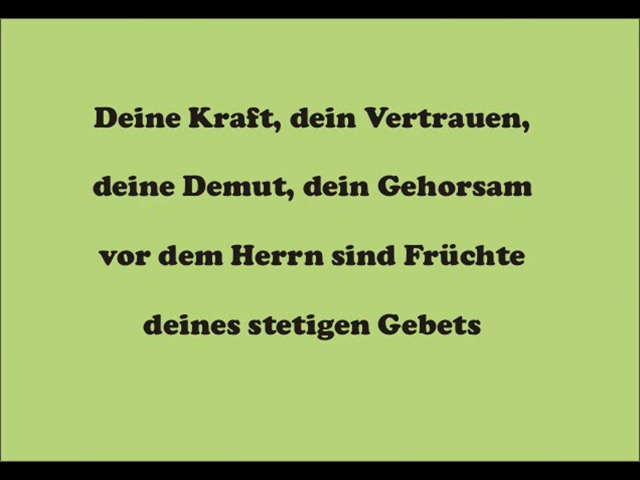 Deine Kraft, dein Vertrauen,
deine Demut, dein Gehorsam
vor dem Herrn sind Früchte
deines stetigen Gebets